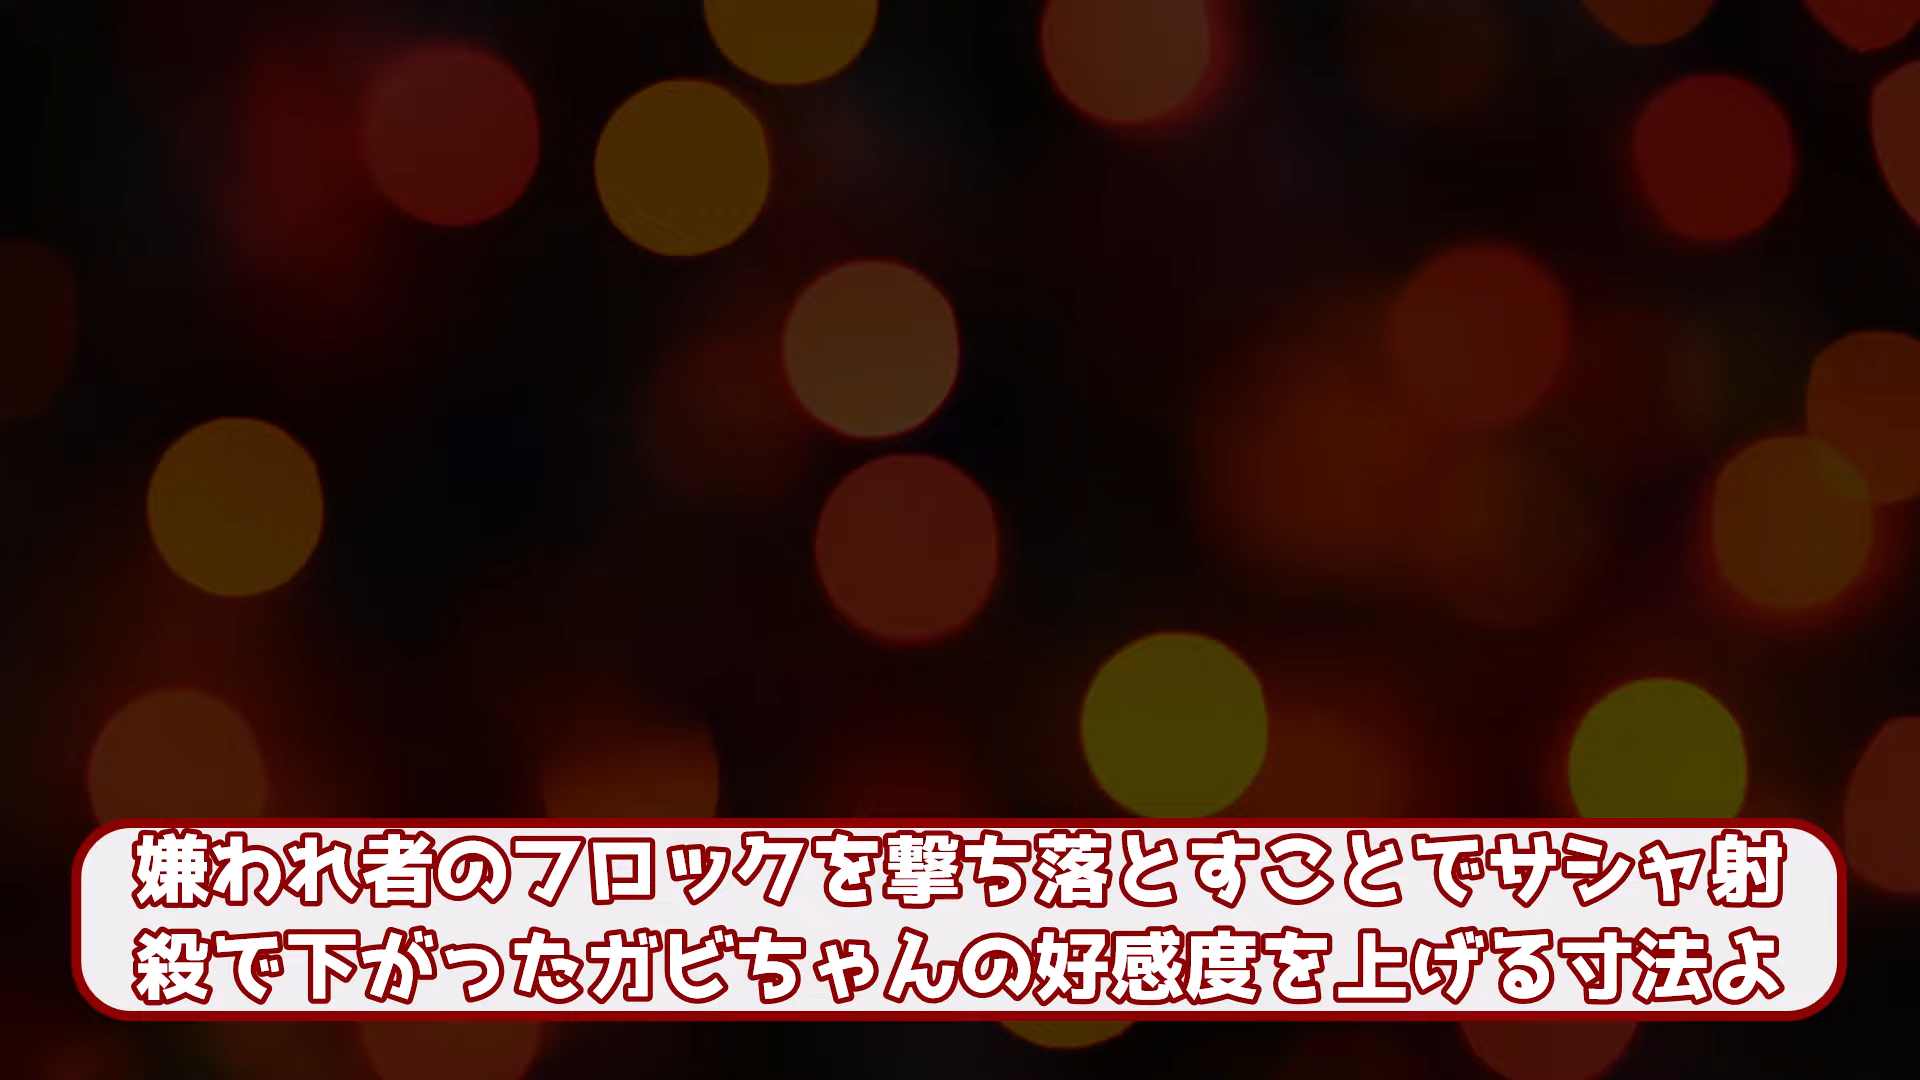 嫌われ者のフロックを撃ち落とすことでサシャ射
殺で下がったガビちゃんの好感度を上げる寸法よ